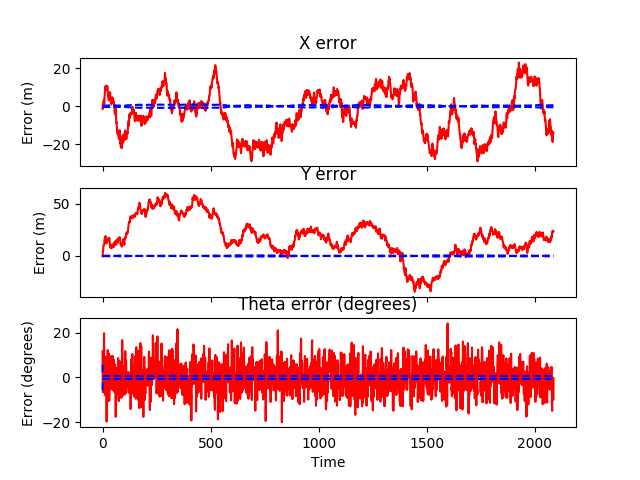 X error
20
0
−20
Error (m)
Y error
50
0
Error (m)
Theta error (degrees)
20
0
−20
Error (degrees)
0 500 1000 1500 2000
Time